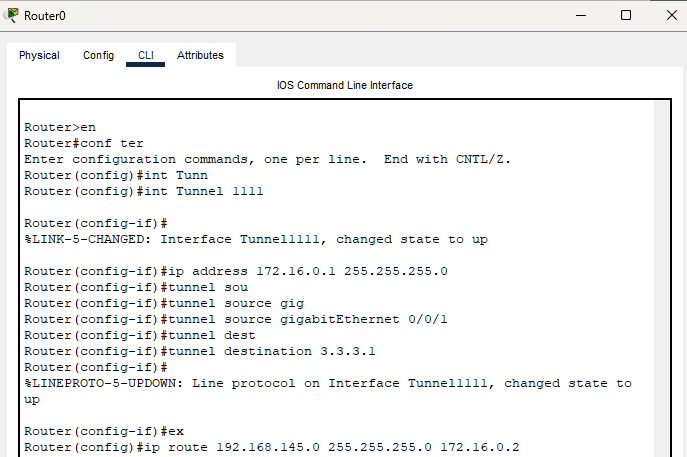 Router0
Physical Config CLI Attributes
IOS Command Line Interface
Router>en
Router#conf ter
Enter configuration commands, one per line.  End with CNTL/Z.
Router(config)#int Tunn
Router(config)#int Tunnel 1111
Router(config-if)#
%LINK-5-CHANGED: Interface Tunnel1111, changed state to up
Router(config-if)#ip address 172.16.0.1 255.255.255.0
Router(config-if)#tunnel sou
Router(config-if)#tunnel source gig
Router(config-if)#tunnel source gigabitEthernet 0/0/1
Router(config-if)#tunnel dest
Router(config-if)#tunnel destination 3.3.3.1
Router(config-if)#
%LINEPROTO-5-UPDOWN: Line protocol on Interface Tunnel1111, changed state to
up
Router(config-if)#ex
Router(config)#ip route 192.168.145.0 255.255.255.0 172.16.0.2